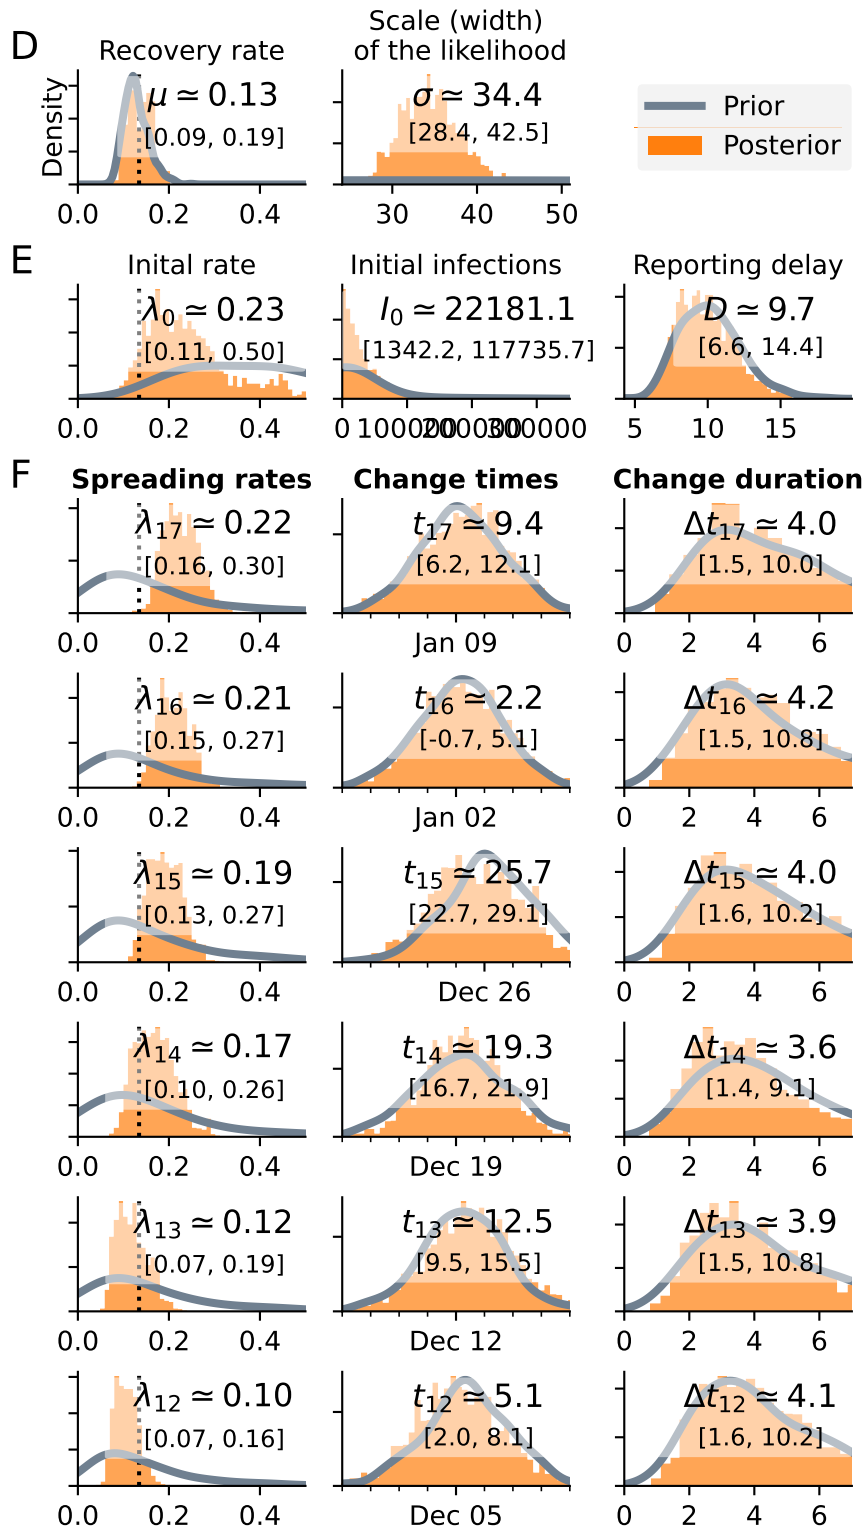 D
Recovery rate
Scale (width)
of the likelihood
Density
μ ≃ 0.13
[0.09, 0.19]
σ ≃ 34.4
[28.4, 42.5]
Prior
Posterior
0.0 0.2 0.4
30 40 50
E
Inital rate
Initial infections
Reporting delay
λ0 ≃ 0.23
[0.11, 0.50]
I0 ≃ 22181.1
[1342.2, 117735.7]
D ≃ 9.7
[6.6, 14.4]
0.0 0.2 0.4
0 100000 200000 300000
5 10 15
F
Spreading rates
Change times
Change duration
λ17 ≃ 0.22
[0.16, 0.30]
t17 ≃ 9.4
[6.2, 12.1]
Δt17 ≃ 4.0
[1.5, 10.0]
0.0 0.2 0.4
Jan 09
0 2 4 6
λ16 ≃ 0.21
[0.15, 0.27]
t16 ≃ 2.2
[-0.7, 5.1]
Δt16 ≃ 4.2
[1.5, 10.8]
0.0 0.2 0.4
Jan 02
0 2 4 6
λ15 ≃ 0.19
[0.13, 0.27]
t15 ≃ 25.7
[22.7, 29.1]
Δt15 ≃ 4.0
[1.6, 10.2]
0.0 0.2 0.4
Dec 26
0 2 4 6
λ14 ≃ 0.17
[0.10, 0.26]
t14 ≃ 19.3
[16.7, 21.9]
Δt14 ≃ 3.6
[1.4, 9.1]
0.0 0.2 0.4
Dec 19
0 2 4 6
λ13 ≃ 0.12
[0.07, 0.19]
t13 ≃ 12.5
[9.5, 15.5]
Δt13 ≃ 3.9
[1.5, 10.8]
0.0 0.2 0.4
Dec 12
0 2 4 6
λ12 ≃ 0.10
[0.07, 0.16]
t12 ≃ 5.1
[2.0, 8.1]
Δt12 ≃ 4.1
[1.6, 10.2]
0.0 0.2 0.4
Dec 05
0 2 4 6